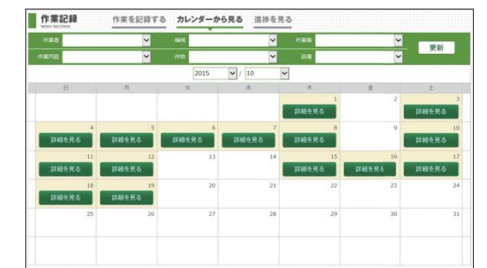 作業記録 作業を記録する カレンダーから見る 進捗を見る
WORK RECORDS
作業者 圃場 作業機 更新
作業内容 作物 品種
2015 / 10
日 月 火 水 木 金 土
1 2 3
詳細を見る 詳細を見る
4 5 6 7 8 9 10
詳細を見る 詳細を見る 詳細を見る 詳細を見る 詳細を見る 詳細を見る
11 12 13 14 15 16 17
詳細を見る 詳細を見る 詳細を見る 詳細を見る 詳細を見る
18 19 20 21 22 23 24
詳細を見る 詳細を見る
25 26 27 28 29 30 31